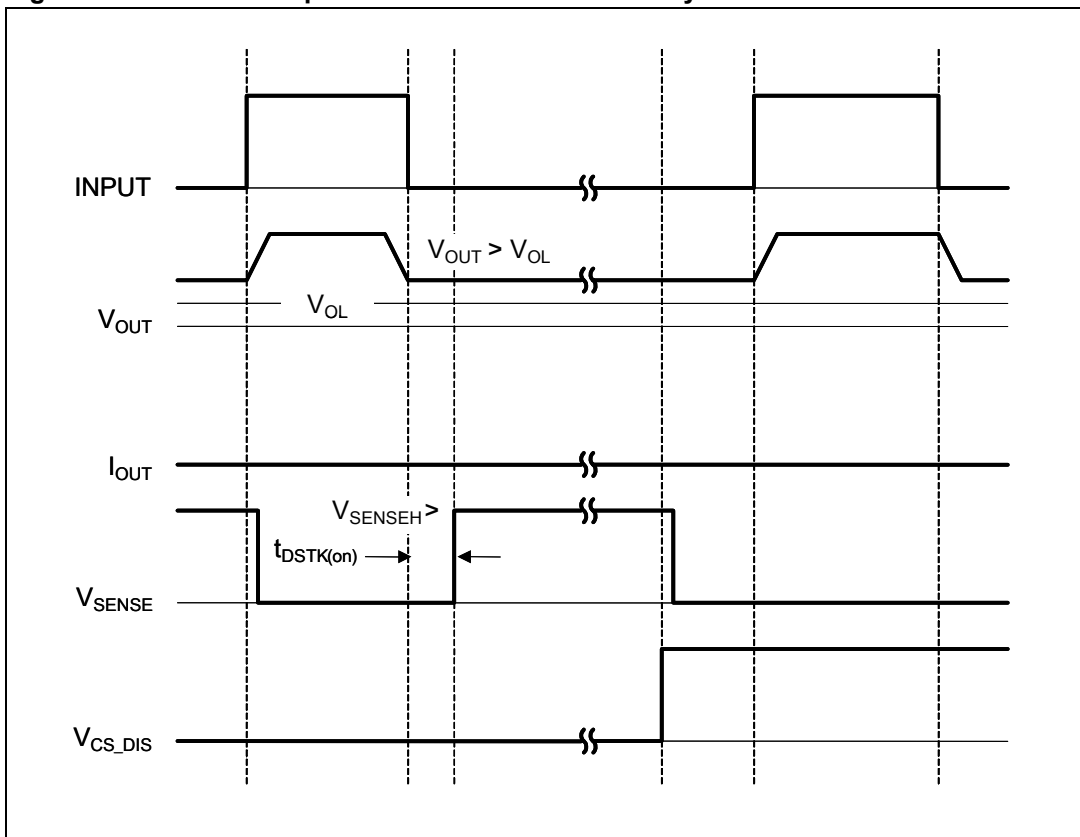 INPUT
V_OUT > V_OL
V_OL
V_OUT
I_OUT
V_SENSEH >
t_DSTK(on)
V_SENSE
V_CS_DIS